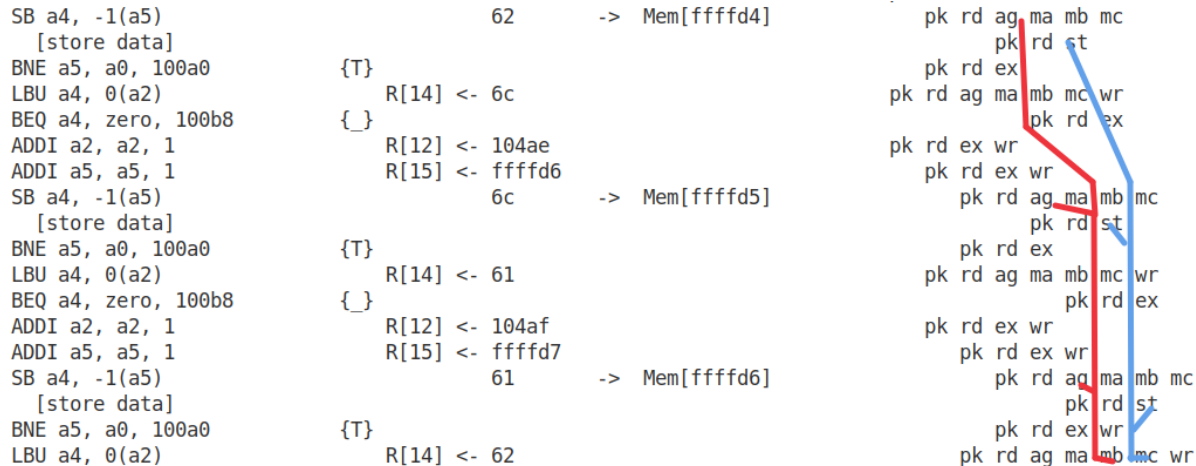 SB a4, -1(a5) 62 -> Mem[ffffd4] pk rd ag ma mb mc
[store data] pk rd st
BNE a5, a0, 100a0 {T} pk rd ex
LBU a4, 0(a2) R[14] <- 6c pk rd ag ma mb mc wr
BEQ a4, zero, 100b8 {_} pk rd ex
ADDI a2, a2, 1 R[12] <- 104ae pk rd ex wr
ADDI a5, a5, 1 R[15] <- ffffd6 pk rd ex wr
SB a4, -1(a5) 6c -> Mem[ffffd5] pk rd ag ma mb mc
[store data] pk rd st
BNE a5, a0, 100a0 {T} pk rd ex
LBU a4, 0(a2) R[14] <- 61 pk rd ag ma mb mc wr
BEQ a4, zero, 100b8 {_} pk rd ex
ADDI a2, a2, 1 R[12] <- 104af pk rd ex wr
ADDI a5, a5, 1 R[15] <- ffffd7 pk rd ex wr
SB a4, -1(a5) 61 -> Mem[ffffd6] pk rd ag ma mb mc
[store data] pk rd st
BNE a5, a0, 100a0 {T} pk rd ex wr
LBU a4, 0(a2) R[14] <- 62 pk rd ag ma mb mc wr